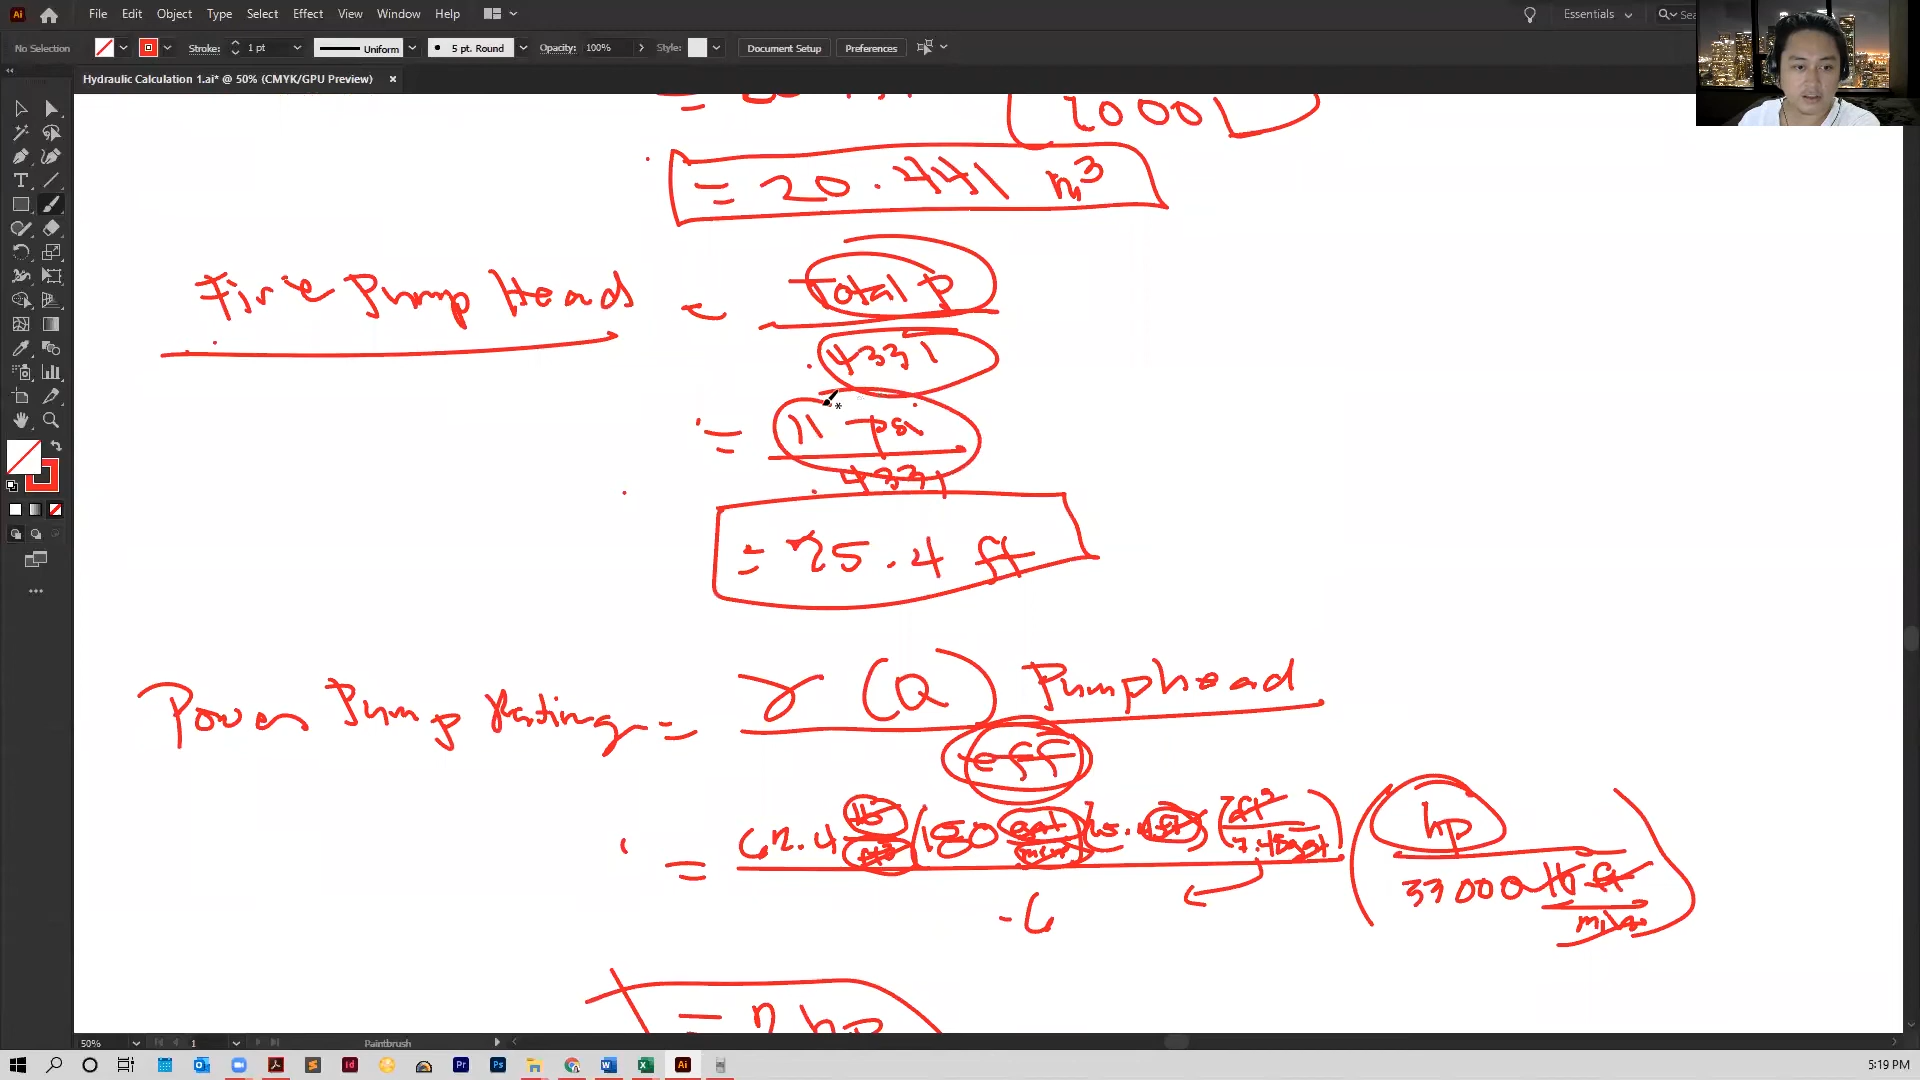 Ai File Edit Object Type Select Effect View Window Help Essentials Sea
No Selection Stroke: 1 pt Uniform 5 pt. Round Opacity: 100% Style: Document Setup Preferences
Hydraulic Calculation 1.ai* @ 50% (CMYK/GPU Preview) ×
1000
= 20.441 m³
Fire Pump Head = Total P
.4331
= 11 psi
.4331
= 25.4 ft
Power Pump Rating = γ (Q) Pumphead
eff
= 62.4 lb (180 gal ft³ hp
ft³ min 7.48 gal 33000 lb ft
.6 min
= 2 hp
50% 1 Paintbrush
5:19 PM